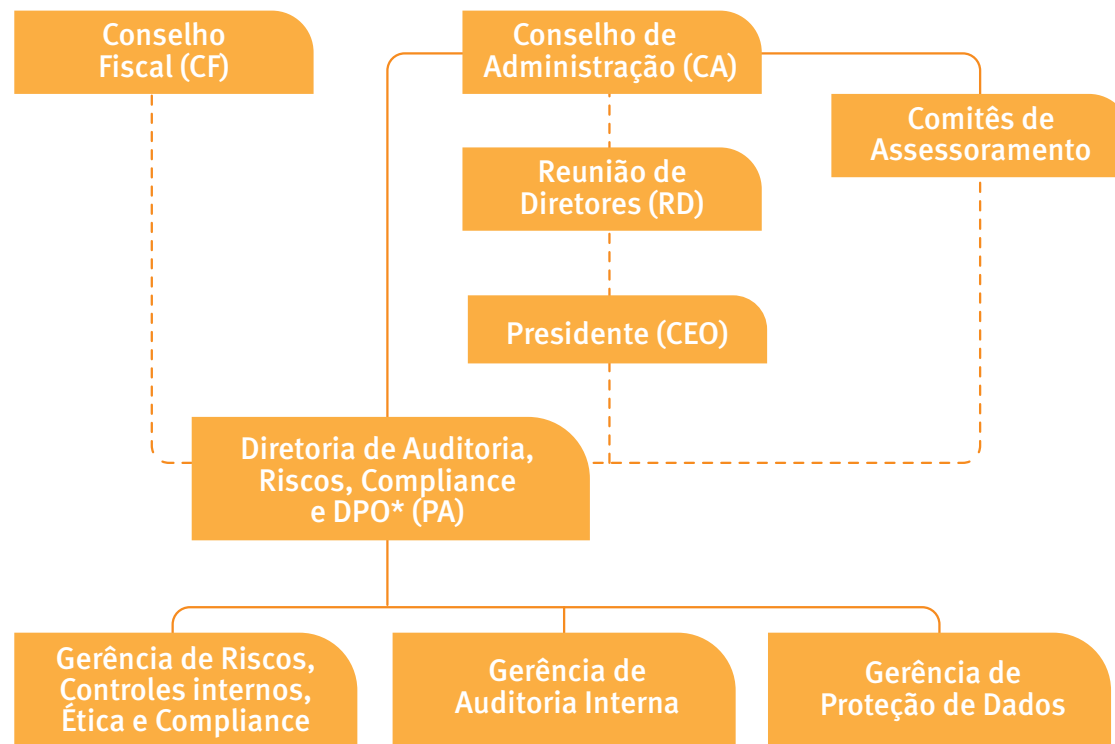 Conselho
Fiscal (CF)
Conselho de
Administração (CA)
Comitês de
Assessoramento
Reunião de
Diretores (RD)
Presidente (CEO)
Diretoria de Auditoria,
Riscos, Compliance
e DPO* (PA)
Gerência de Riscos,
Controles internos,
Ética e Compliance
Gerência de
Auditoria Interna
Gerência de
Proteção de Dados